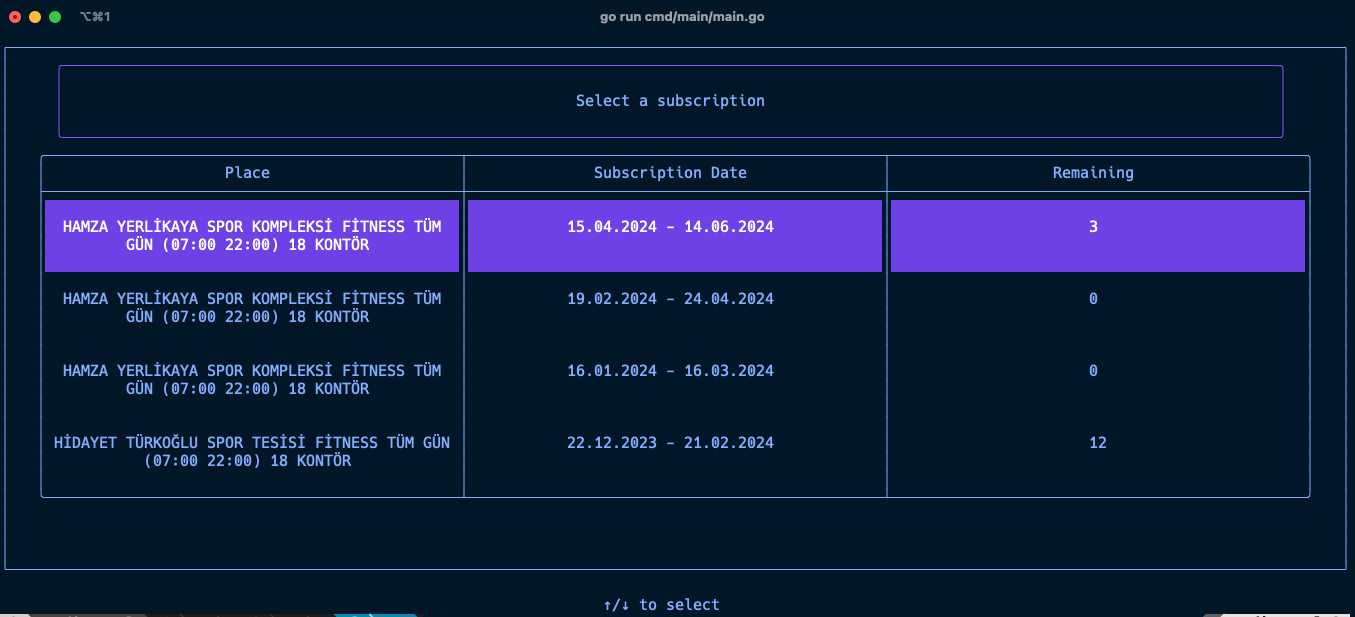 ⌥⌘1
go run cmd/main/main.go
Select a subscription
Place
Subscription Date
Remaining
HAMZA YERLİKAYA SPOR KOMPLEKSİ FİTNESS TÜM
GÜN (07:00 22:00) 18 KONTÖR
15.04.2024 - 14.06.2024
3
HAMZA YERLİKAYA SPOR KOMPLEKSİ FİTNESS TÜM
GÜN (07:00 22:00) 18 KONTÖR
19.02.2024 - 24.04.2024
0
HAMZA YERLİKAYA SPOR KOMPLEKSİ FİTNESS TÜM
GÜN (07:00 22:00) 18 KONTÖR
16.01.2024 - 16.03.2024
0
HİDAYET TÜRKOĞLU SPOR TESİSİ FİTNESS TÜM GÜN
(07:00 22:00) 18 KONTÖR
22.12.2023 - 21.02.2024
12
↑/↓ to select